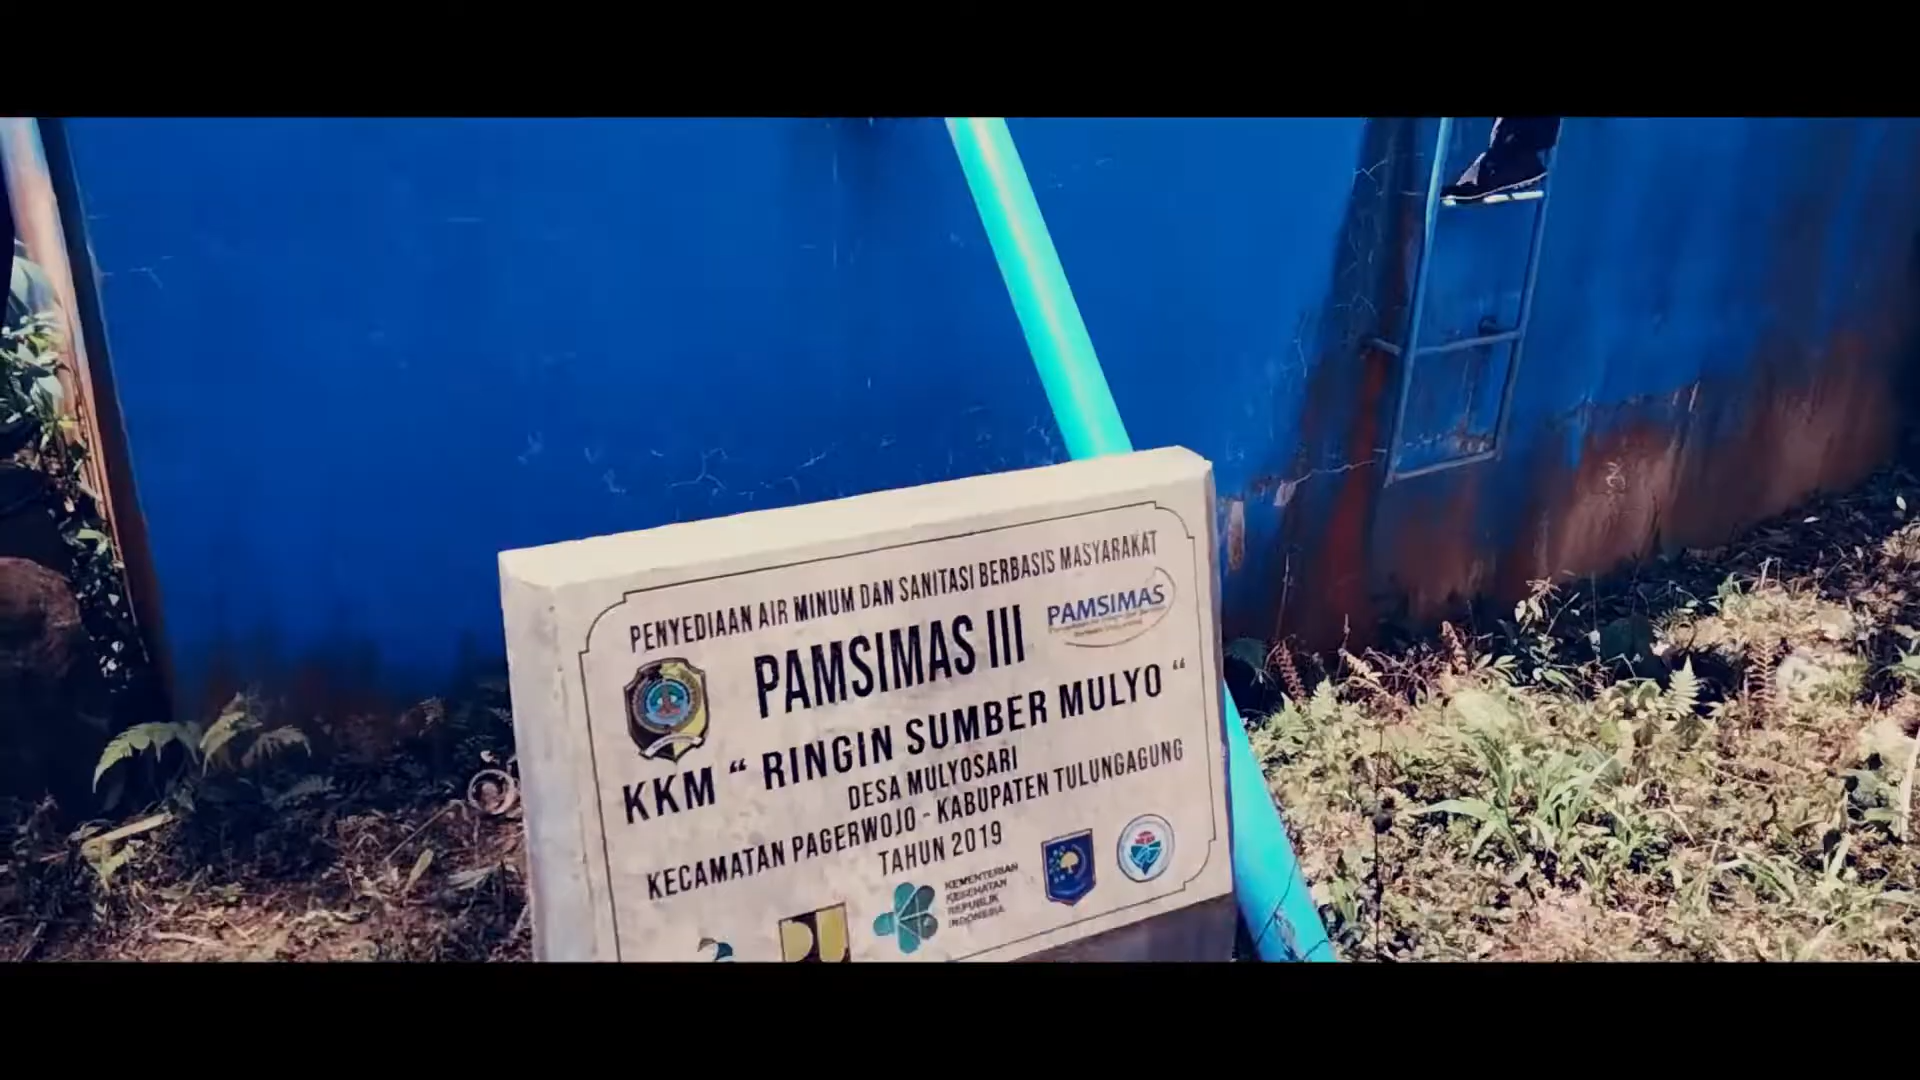 PENYEDIAAN AIR MINUM DAN SANITASI BERBASIS MASYARAKAT
PAMSIMAS III
PAMSIMAS
KKM “ RINGIN SUMBER MULYO “
DESA MULYOSARI
KECAMATAN PAGERWOJO - KABUPATEN TULUNGAGUNG
TAHUN 2019
KEMENTERIAN
KESEHATAN
REPUBLIK
INDONESIA